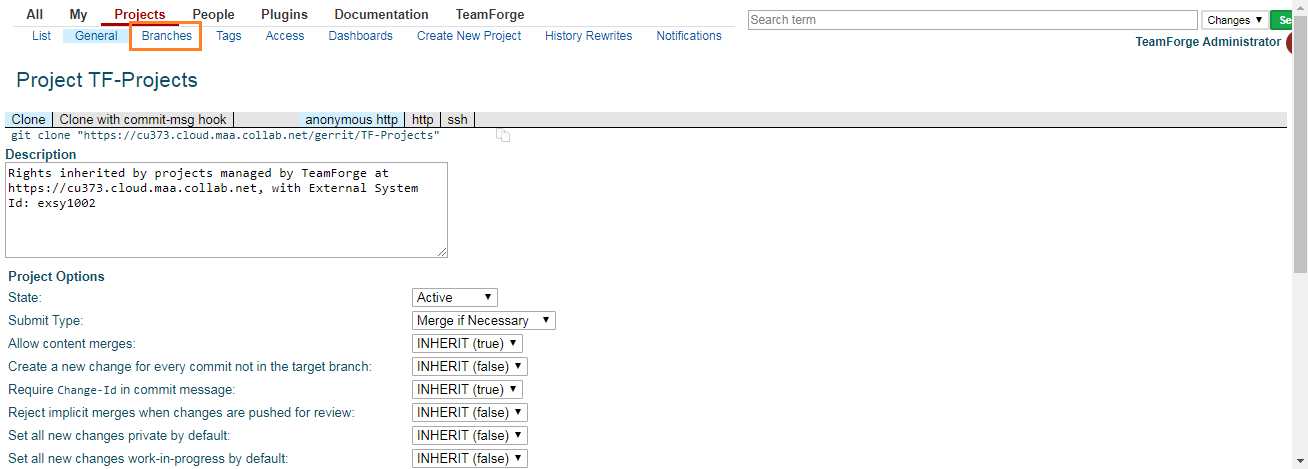 All My Projects People Plugins Documentation TeamForge
Search term Changes Se
List General Branches Tags Access Dashboards Create New Project History Rewrites Notifications
TeamForge Administrator
Project TF-Projects
Clone Clone with commit-msg hook anonymous http http ssh
git clone "https://cu373.cloud.maa.collab.net/gerrit/TF-Projects"
Description
Rights inherited by projects managed by TeamForge at
https://cu373.cloud.maa.collab.net, with External System
Id: exsy1002
Project Options
State: Active
Submit Type: Merge if Necessary
Allow content merges: INHERIT (true)
Create a new change for every commit not in the target branch: INHERIT (false)
Require Change-Id in commit message: INHERIT (true)
Reject implicit merges when changes are pushed for review: INHERIT (false)
Set all new changes private by default: INHERIT (false)
Set all new changes work-in-progress by default: INHERIT (false)